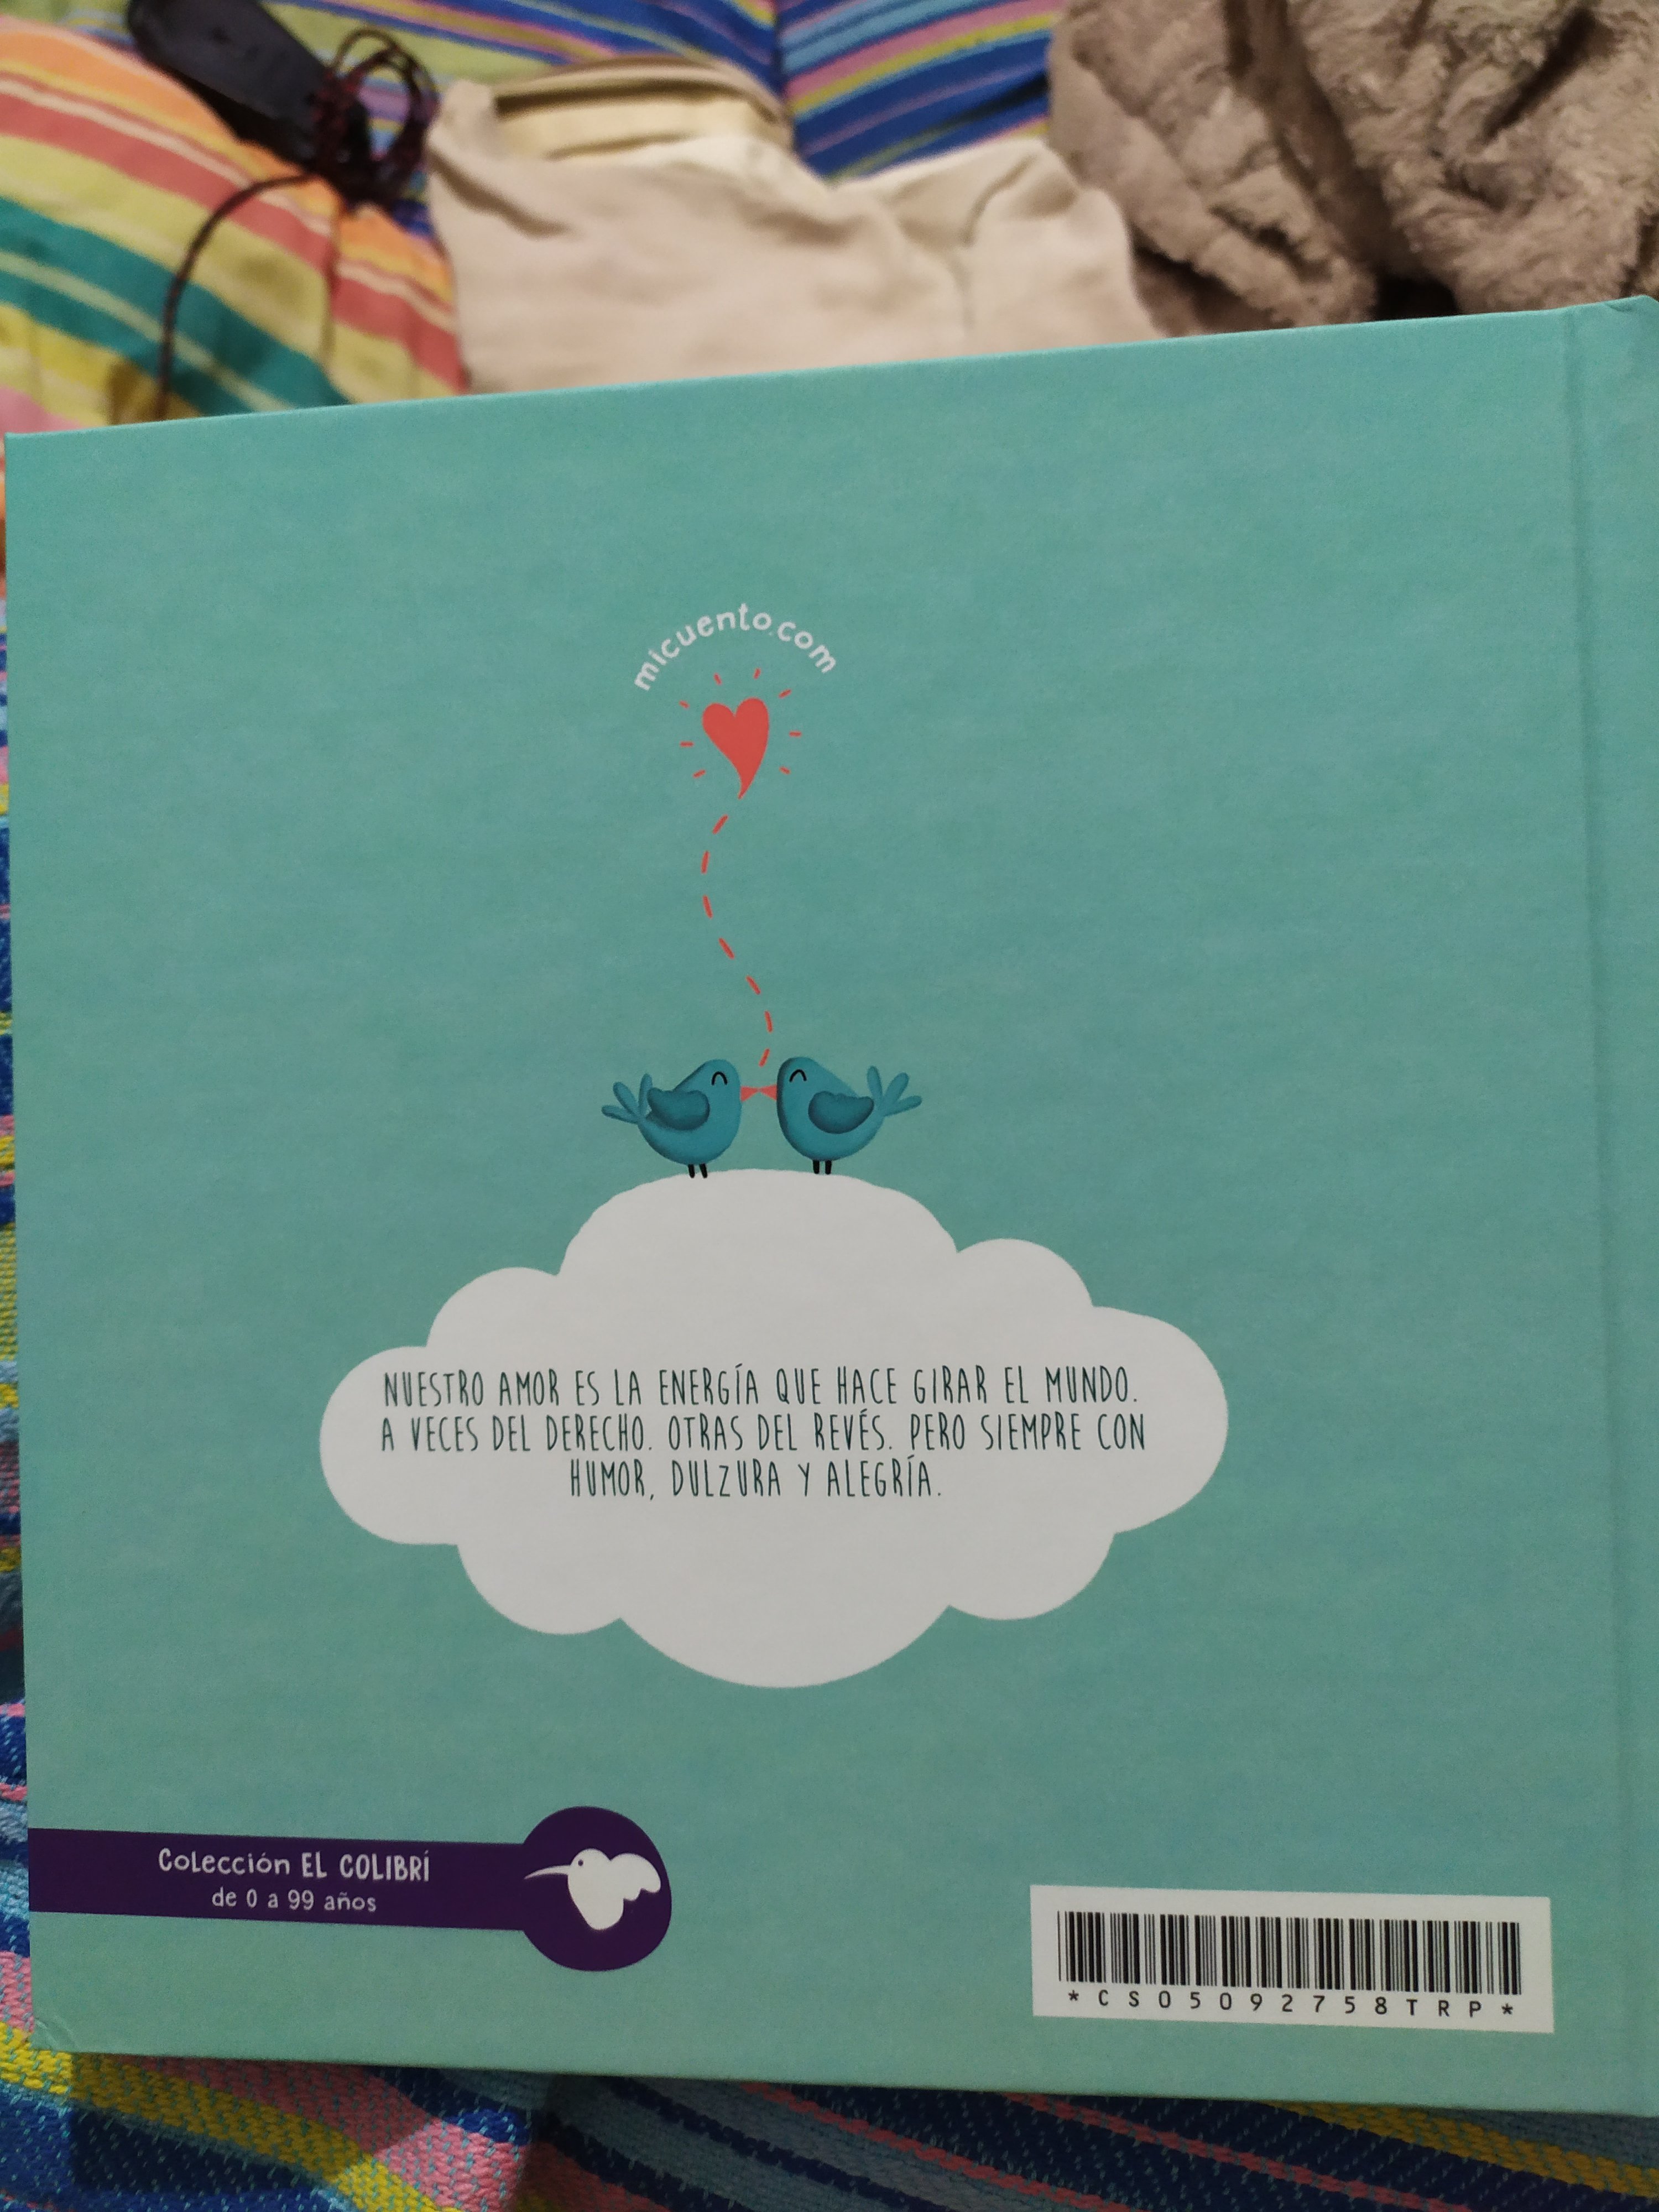 micuento.com
NUESTRO AMOR ES LA ENERGÍA QUE HACE GIRAR EL MUNDO.
A VECES DEL DERECHO. OTRAS DEL REVÉS. PERO SIEMPRE CON
HUMOR, DULZURA Y ALEGRÍA.
Colección EL COLIBRÍ
de 0 a 99 años
*CS05092758TRP*